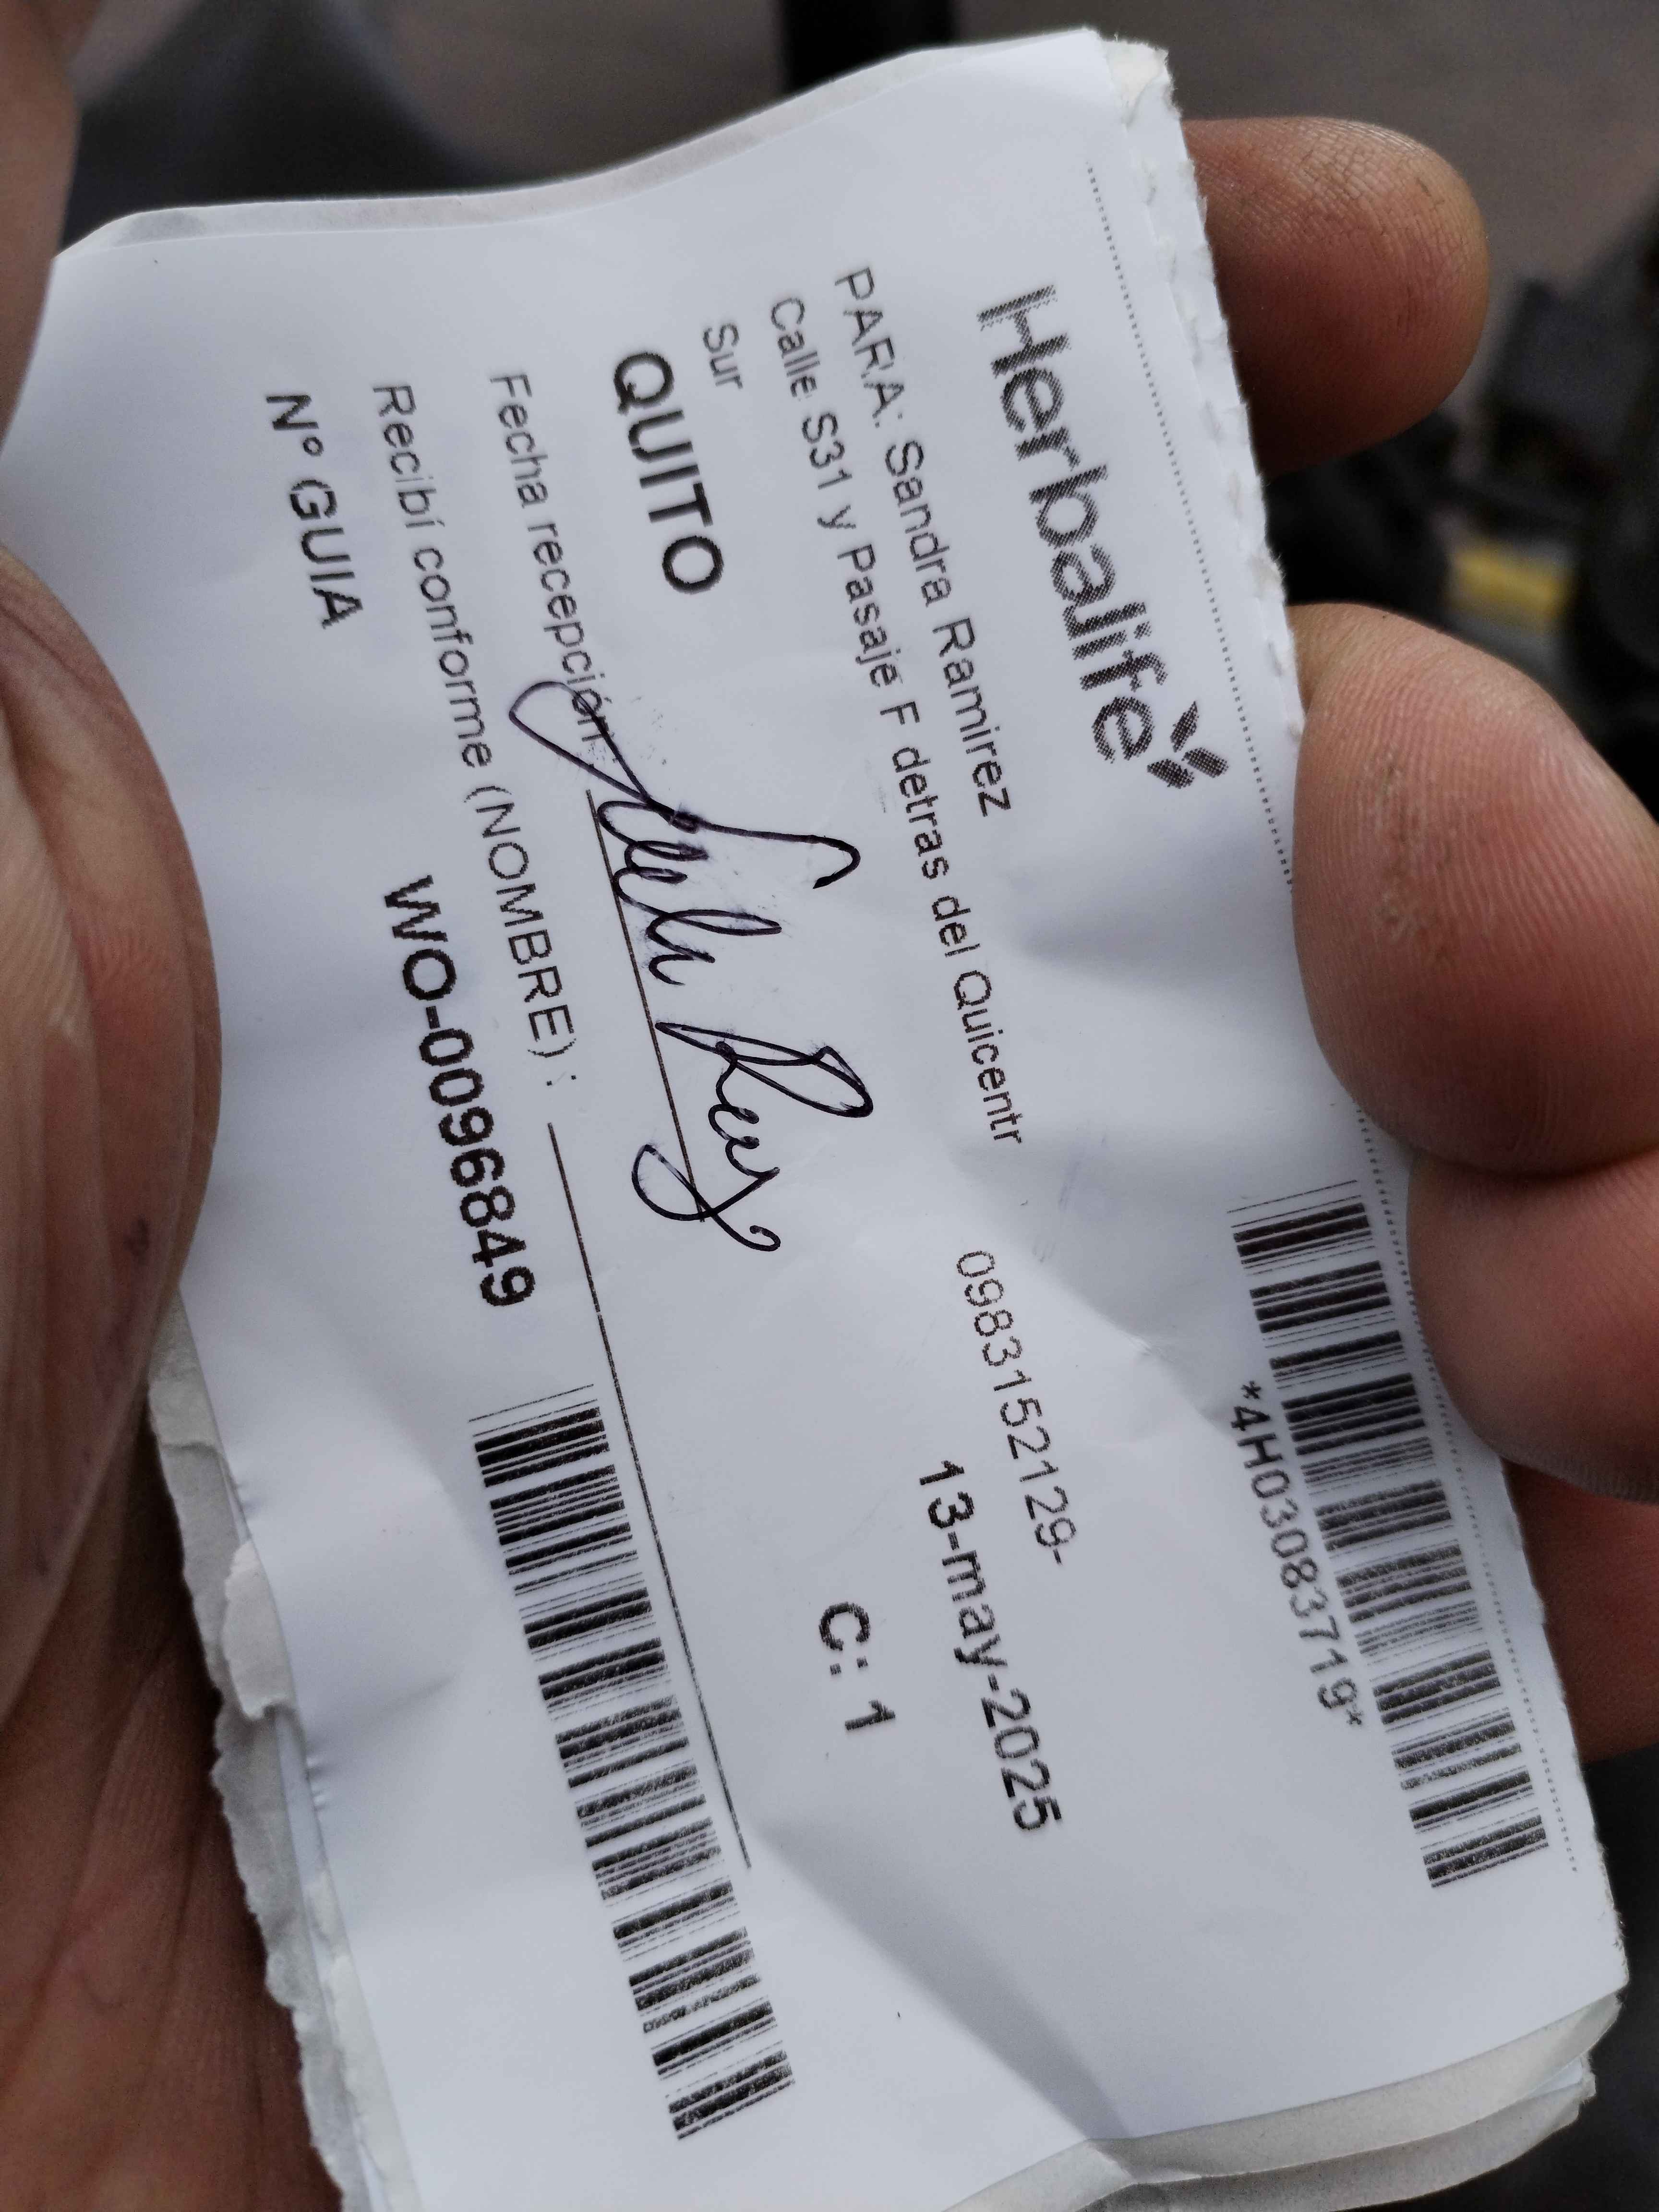 Herbalife
*4H03083719*
PARA: Sandra Ramirez
0983152129-
Calle S31 y Pasaje F detras del Quicentr
Sur
13-may-2025
QUITO
C: 1
Fecha recepción
Recibí conforme (NOMBRE) :
Nº GUIA
WO-0096849